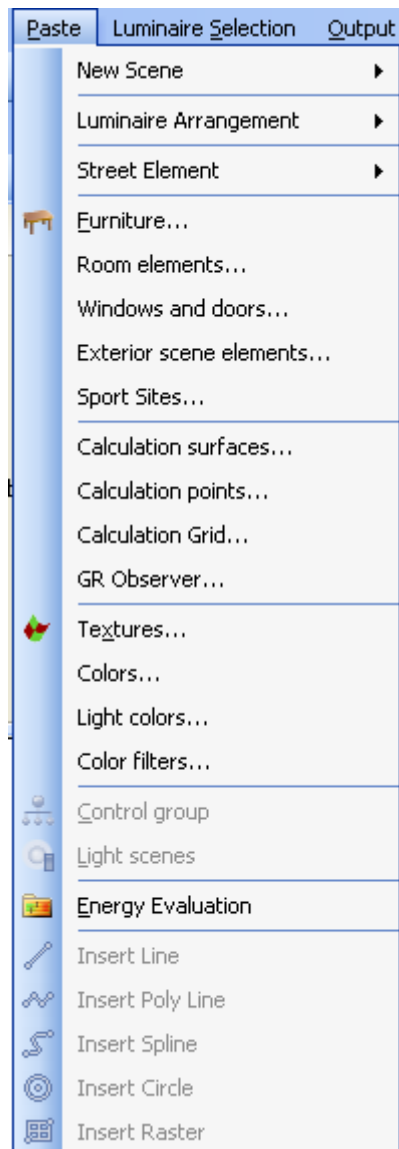 Paste Luminaire Selection Output
New Scene
Luminaire Arrangement
Street Element
Furniture...
Room elements...
Windows and doors...
Exterior scene elements...
Sport Sites...
Calculation surfaces...
Calculation points...
Calculation Grid...
GR Observer...
Textures...
Colors...
Light colors...
Color filters...
Control group
Light scenes
Energy Evaluation
Insert Line
Insert Poly Line
Insert Spline
Insert Circle
Insert Raster